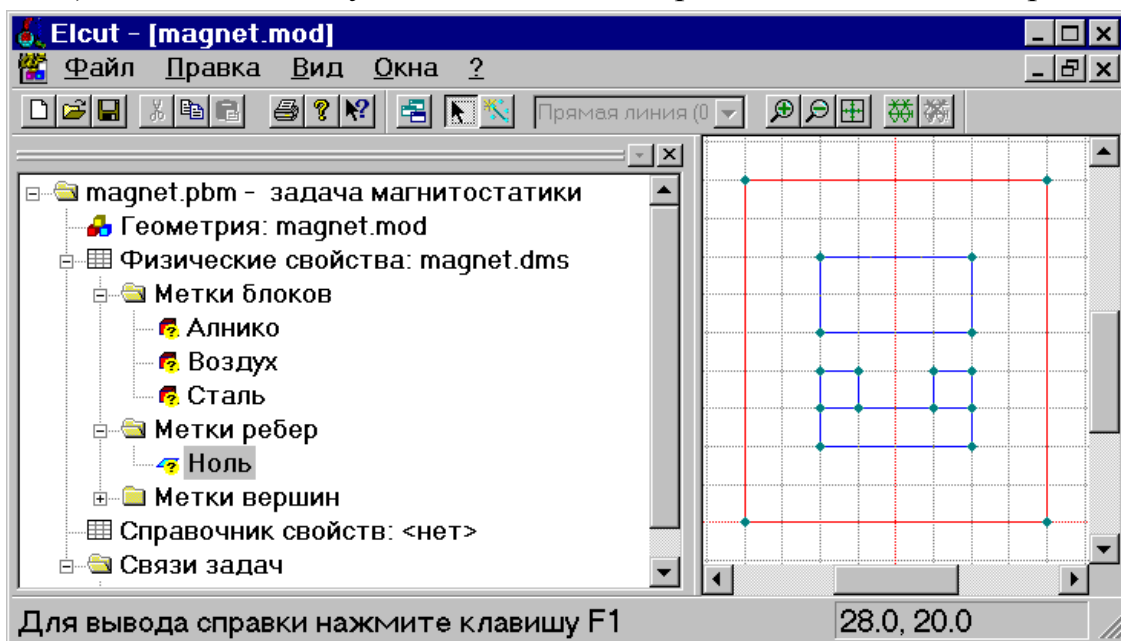 Elcut - [magnet.mod]
Файл Правка Вид Окна ?
Прямая линия (0
magnet.pbm - задача магнитостатики
Геометрия: magnet.mod
Физические свойства: magnet.dms
Метки блоков
Алнико
Воздух
Сталь
Метки ребер
Ноль
Метки вершин
Справочник свойств: <нет>
Связи задач
Для вывода справки нажмите клавишу F1
28.0, 20.0